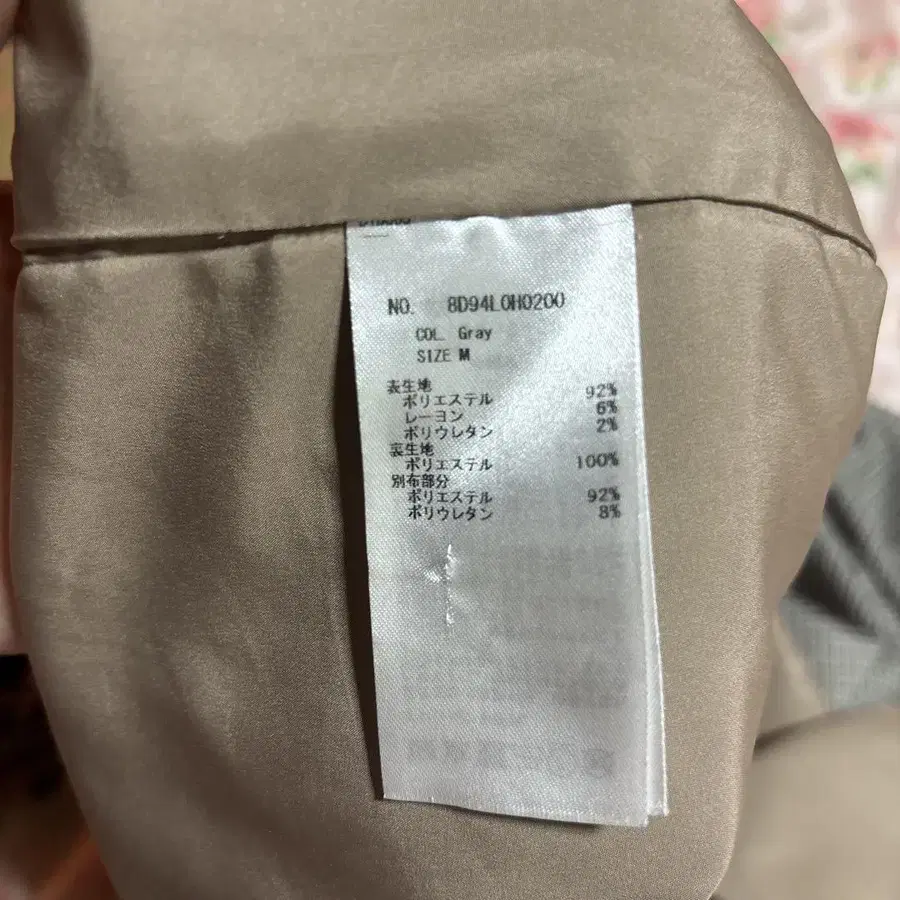 NO. 8D94L0H0200
COL. Gray
SIZE M
表生地
ポリエステル 92%
レーヨン 6%
ポリウレタン 2%
裏生地
ポリエステル 100%
別布部分
ポリエステル 92%
ポリウレタン 8%